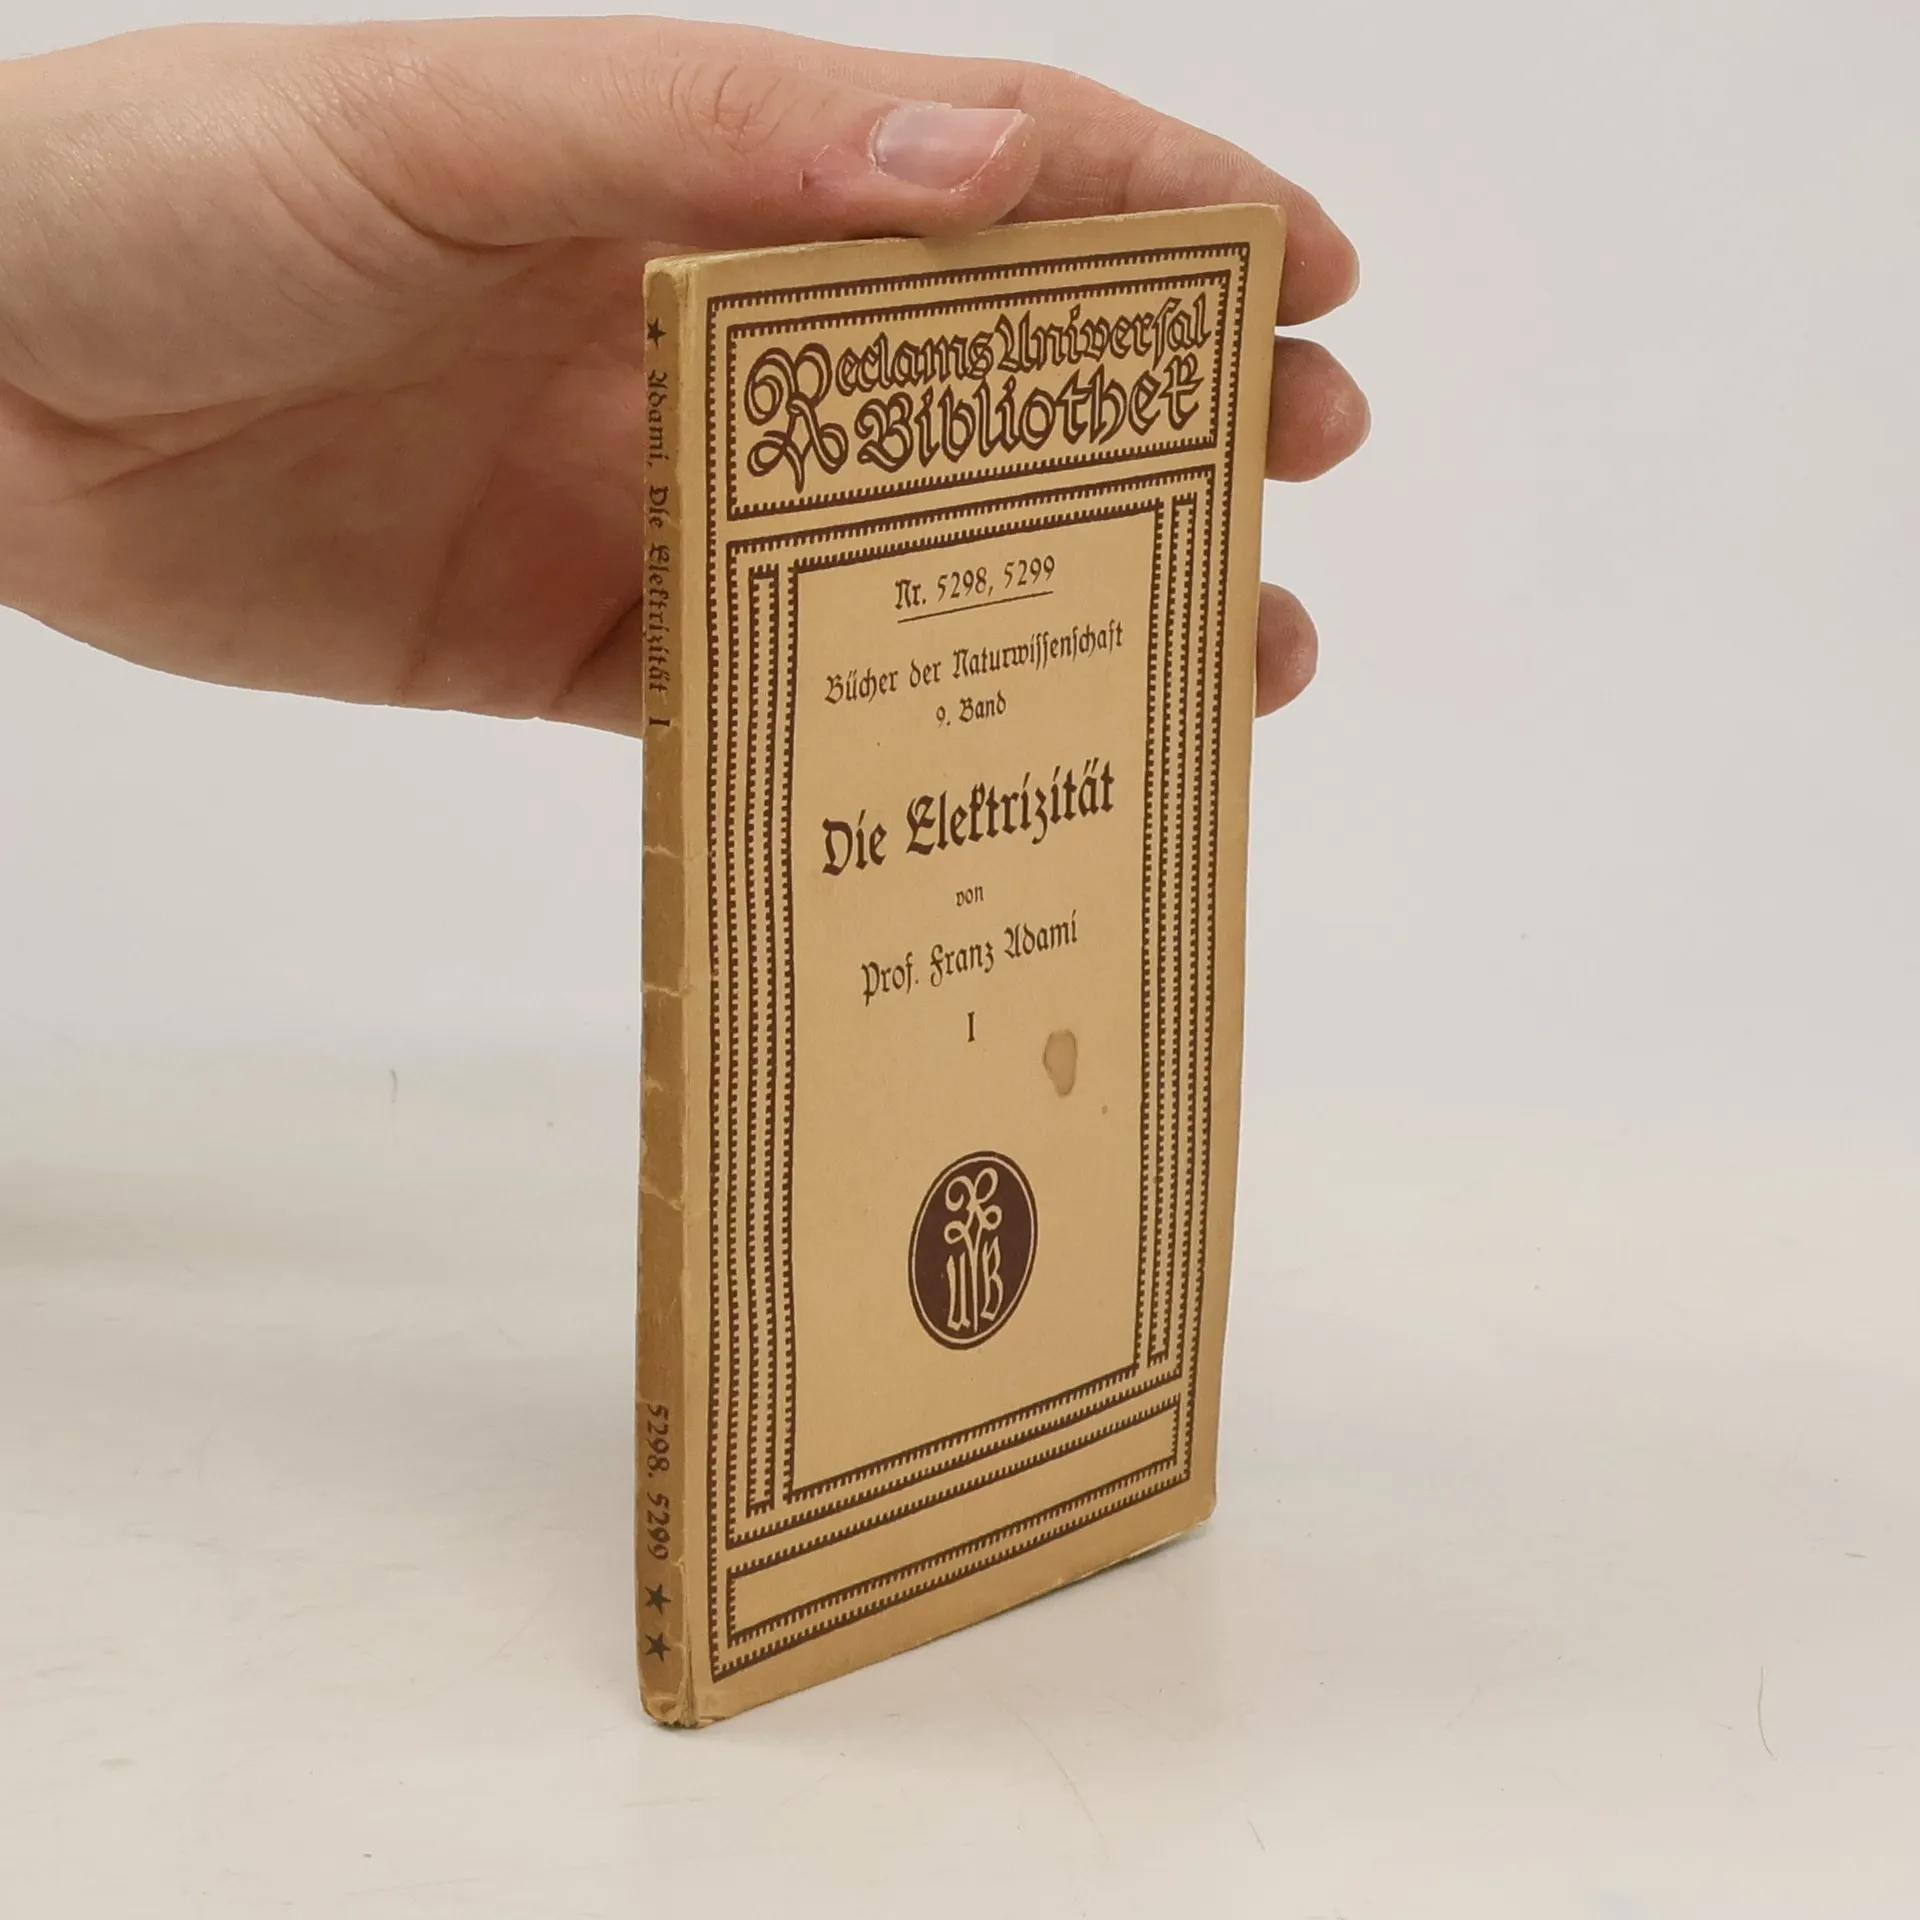 Reclams Universal
Bibliothek
Nr. 5298, 5299
Bücher der Naturwissenschaft
9. Band
Die Elektrizität
von
Prof. Franz Adami
I
R
U B
★ Adami. Die Elektrizität I
5298. 5299 ★ ★